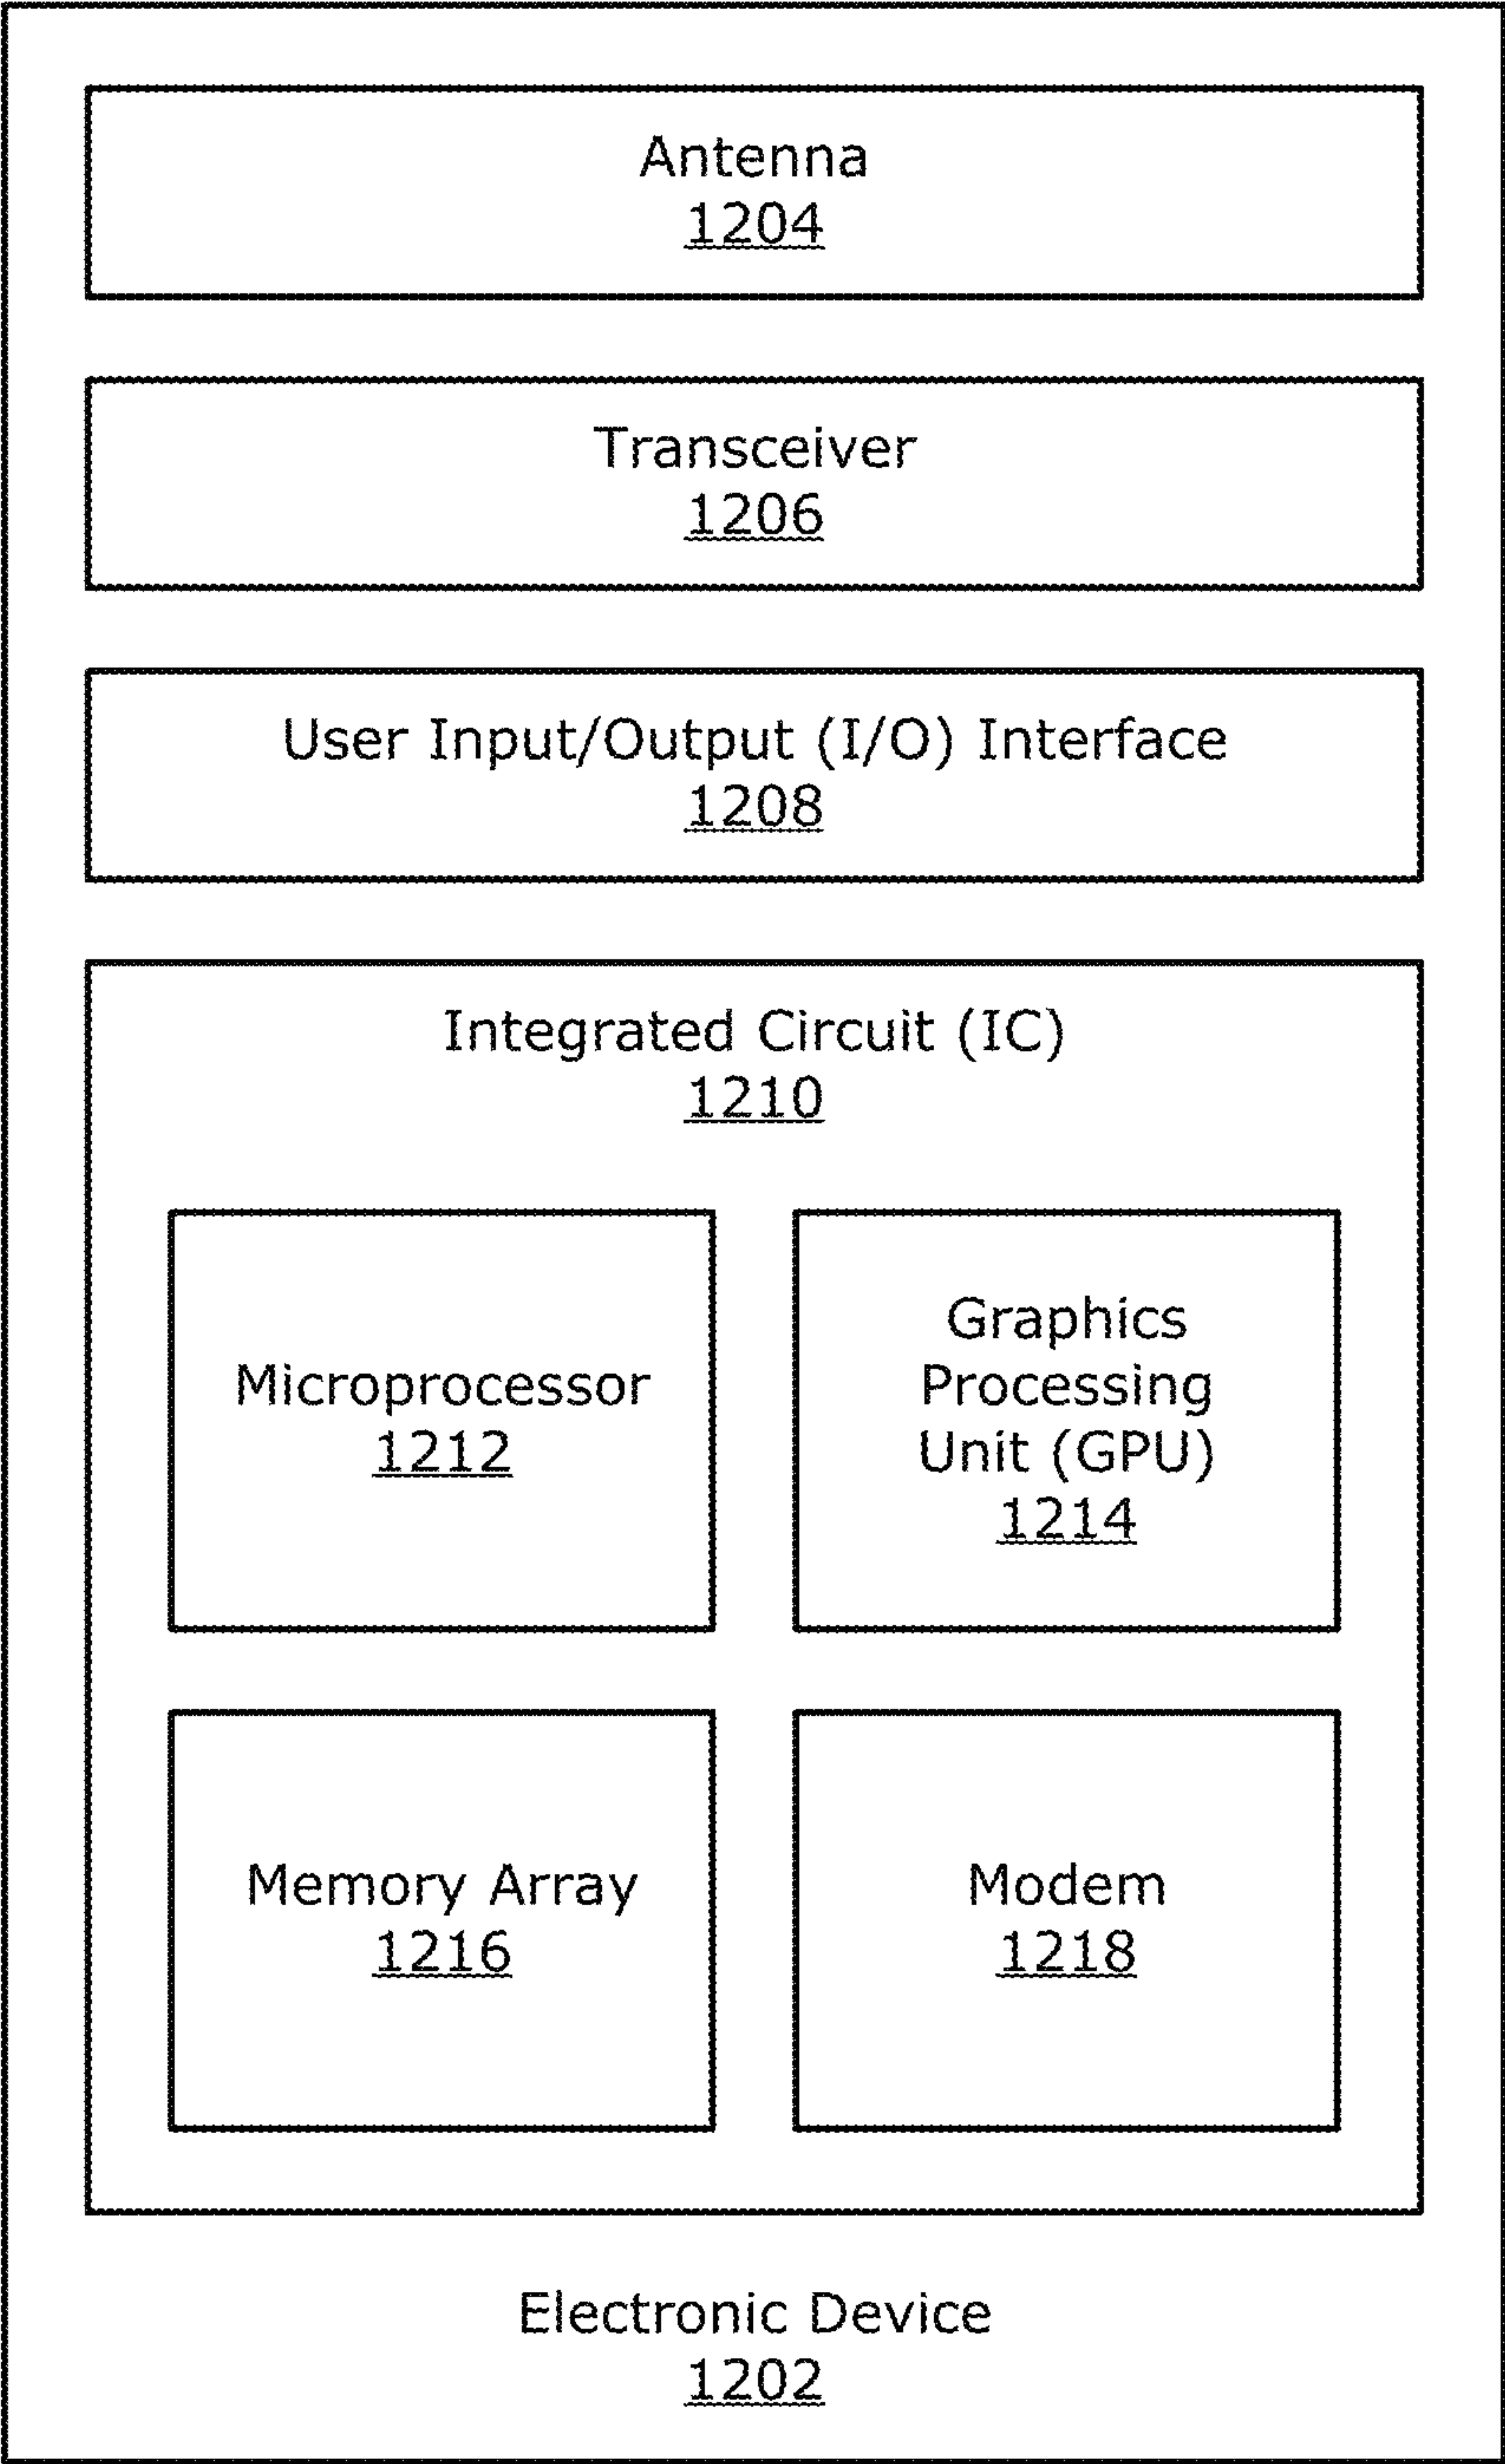 Antenna
1204
Transceiver
1206
User Input/Output (I/O) Interface
1208
Integrated Circuit (IC)
1210
Microprocessor
1212
Graphics
Processing
Unit (GPU)
1214
Memory Array
1216
Modem
1218
Electronic Device
1202